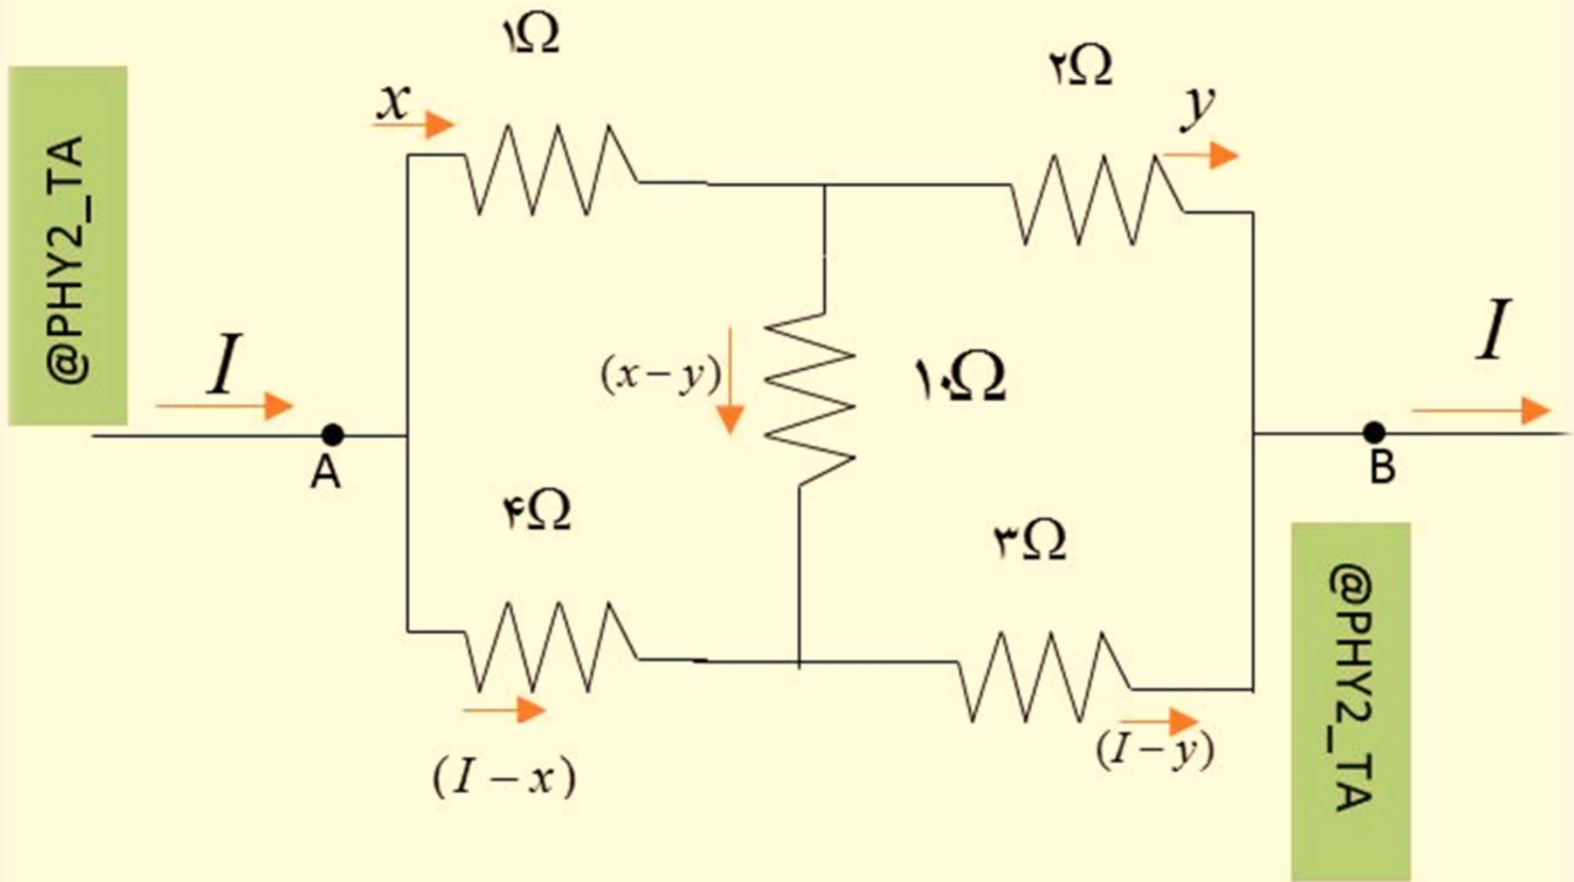 ۱Ω
۲Ω
x
y
@PHY2_TA
I
I
(x-y)
۱۰Ω
A
B
۴Ω
۳Ω
(I-x)
(I-y)
@PHY2_TA